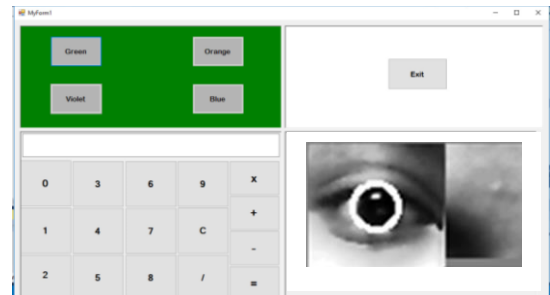 MyForm1
Green Orange
Exit
Violet Blue
0 3 6 9 x
+
1 4 7 C
-
2 5 8 / =